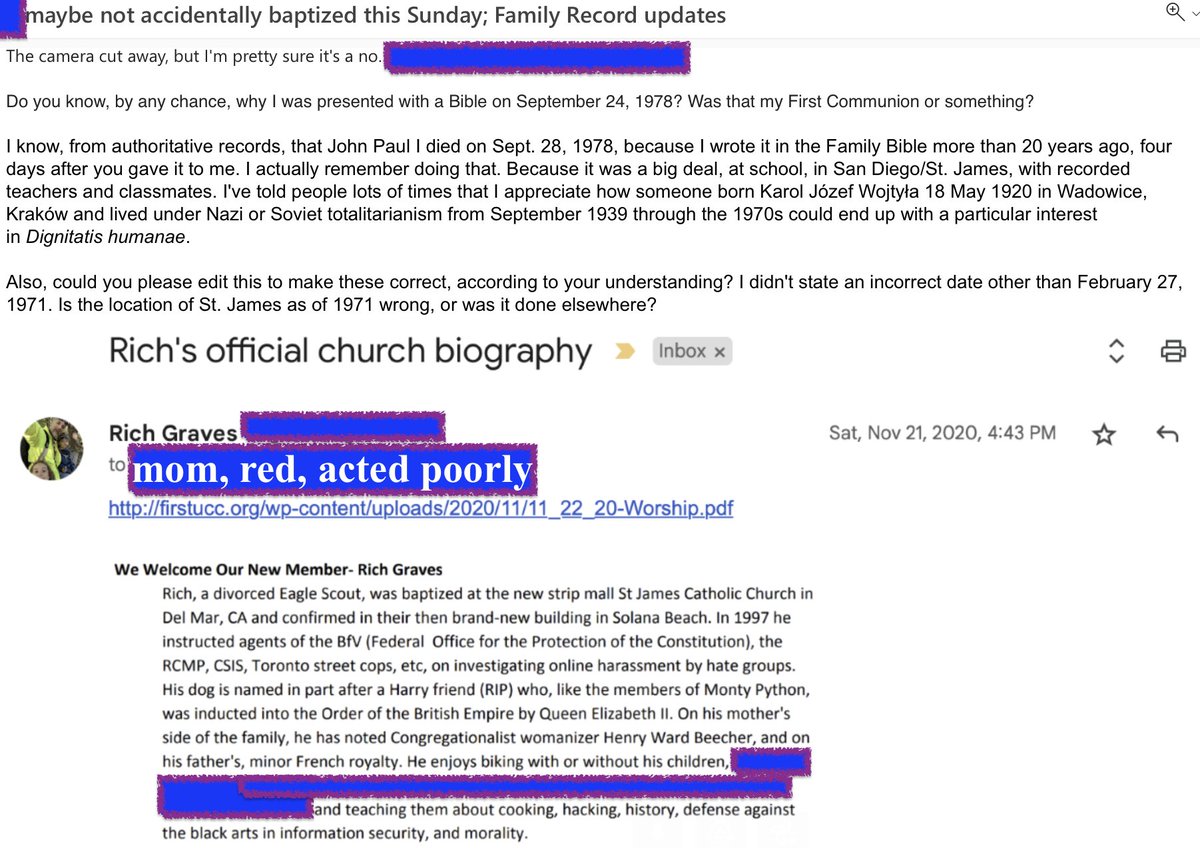 maybe not accidentally baptized this Sunday; Family Record updates
The camera cut away, but I'm pretty sure it's a no.
Do you know, by any chance, why I was presented with a Bible on September 24, 1978? Was that my First Communion or something?
I know, from authoritative records, that John Paul I died on Sept. 28, 1978, because I wrote it in the Family Bible more than 20 years ago, four
days after you gave it to me. I actually remember doing that. Because it was a big deal, at school, in San Diego/St. James, with recorded
teachers and classmates. I've told people lots of times that I appreciate how someone born Karol Józef Wojtyła 18 May 1920 in Wadowice,
Kraków and lived under Nazi or Soviet totalitarianism from September 1939 through the 1970s could end up with a particular interest
in Dignitatis humanae.
Also, could you please edit this to make these correct, according to your understanding? I didn't state an incorrect date other than February 27,
1971. Is the location of St. James as of 1971 wrong, or was it done elsewhere?
Rich's official church biography Inbox ×
Rich Graves
Sat, Nov 21, 2020, 4:43 PM
to mom, red, acted poorly
http://firstucc.org/wp-content/uploads/2020/11/11_22_20-Worship.pdf
We Welcome Our New Member- Rich Graves
Rich, a divorced Eagle Scout, was baptized at the new strip mall St James Catholic Church in
Del Mar, CA and confirmed in their then brand-new building in Solana Beach. In 1997 he
instructed agents of the BfV (Federal Office for the Protection of the Constitution), the
RCMP, CSIS, Toronto street cops, etc, on investigating online harassment by hate groups.
His dog is named in part after a Harry friend (RIP) who, like the members of Monty Python,
was inducted into the Order of the British Empire by Queen Elizabeth II. On his mother's
side of the family, he has noted Congregationalist womanizer Henry Ward Beecher, and on
his father's, minor French royalty. He enjoys biking with or without his children,
and teaching them about cooking, hacking, history, defense against
the black arts in information security, and morality.